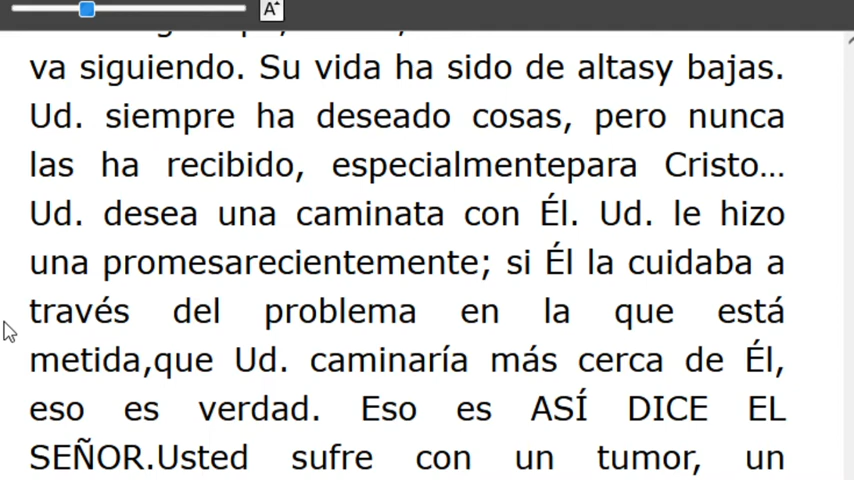 A
va siguiendo. Su vida ha sido de altasy bajas.
Ud. siempre ha deseado cosas, pero nunca
las ha recibido, especialmentepara Cristo...
Ud. desea una caminata con Él. Ud. le hizo
una promesarecientemente; si Él la cuidaba a
través del problema en la que está
metida,que Ud. caminaría más cerca de Él,
eso es verdad. Eso es ASÍ DICE EL
SEÑOR.Usted sufre con un tumor, un